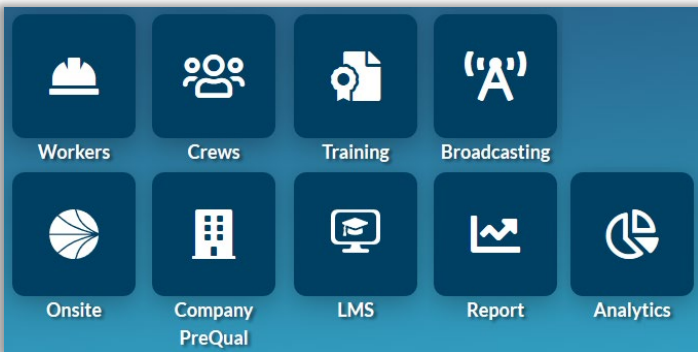 Workers Crews Training Broadcasting
Onsite Company LMS Report Analytics
PreQual